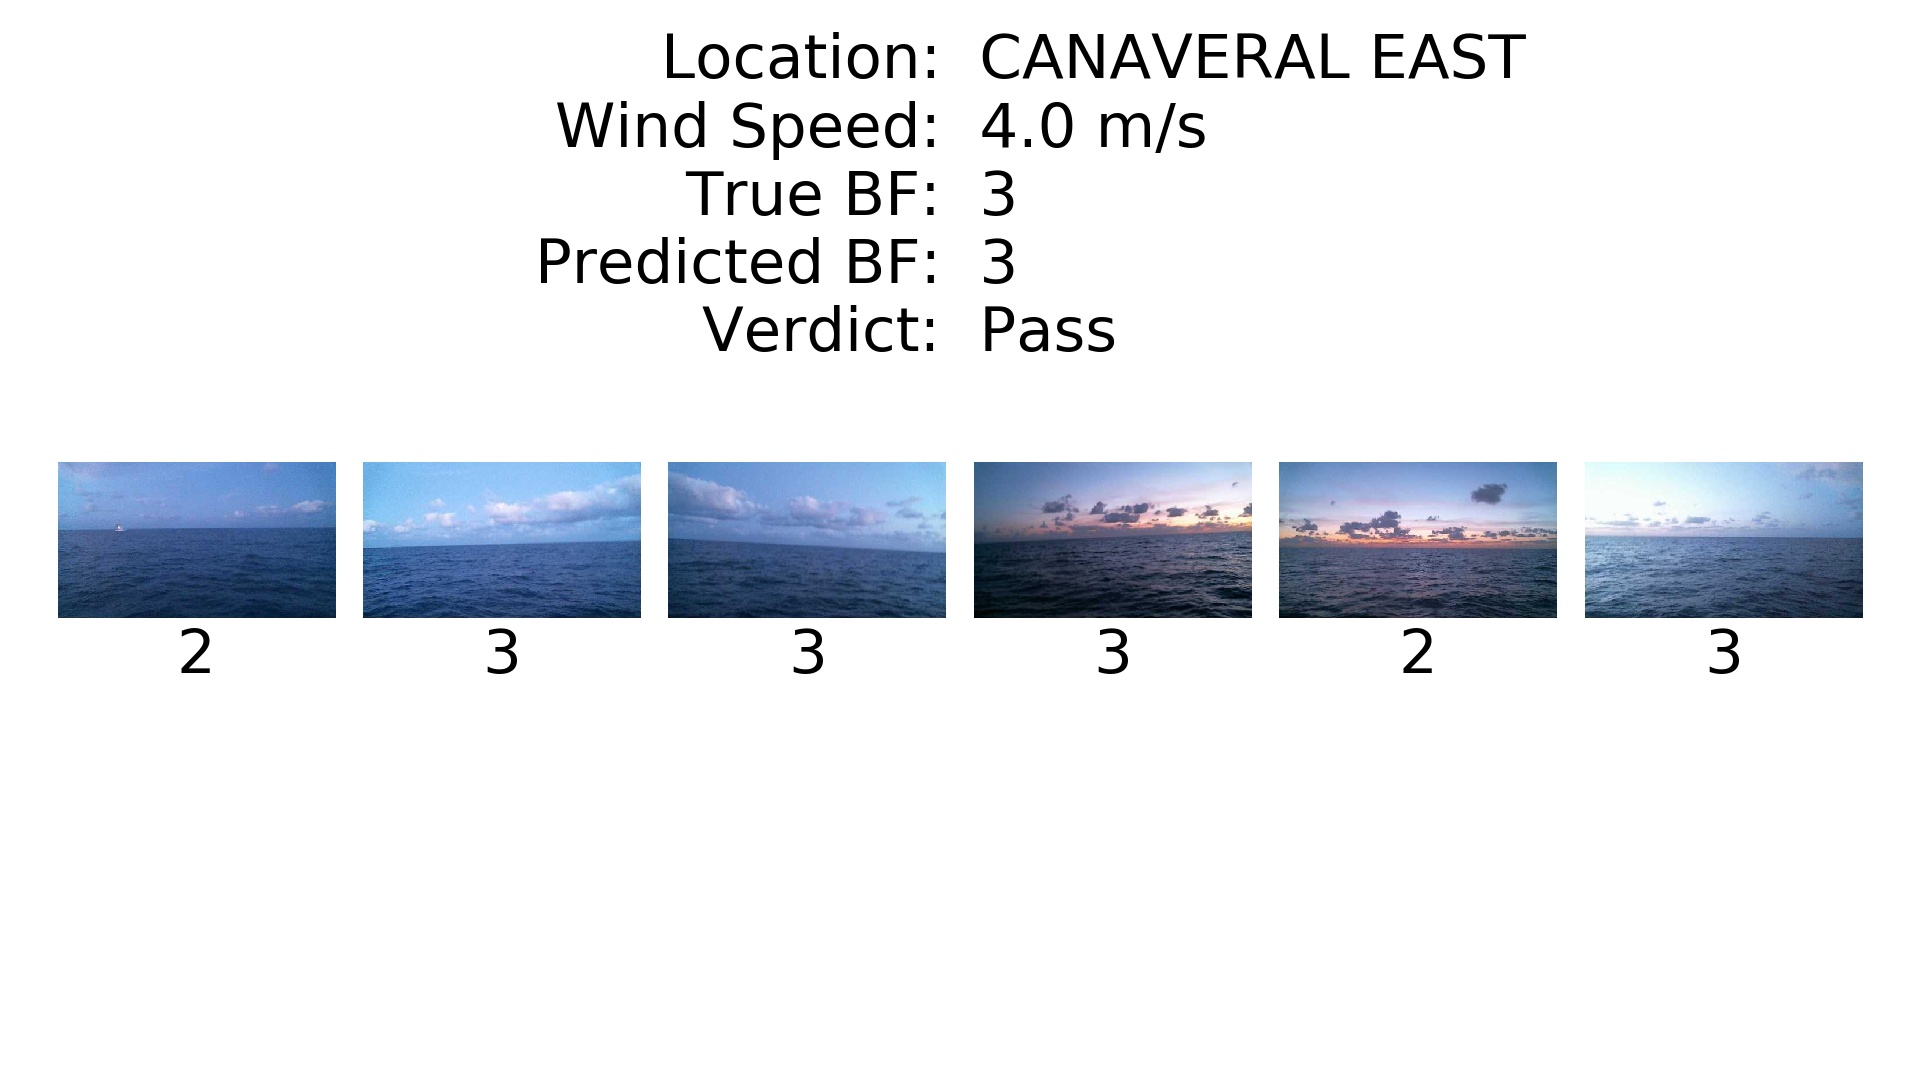 Location: CANAVERAL EAST
Wind Speed: 4.0 m/s
True BF: 3
Predicted BF: 3
Verdict: Pass
2 3 3 3 2 3